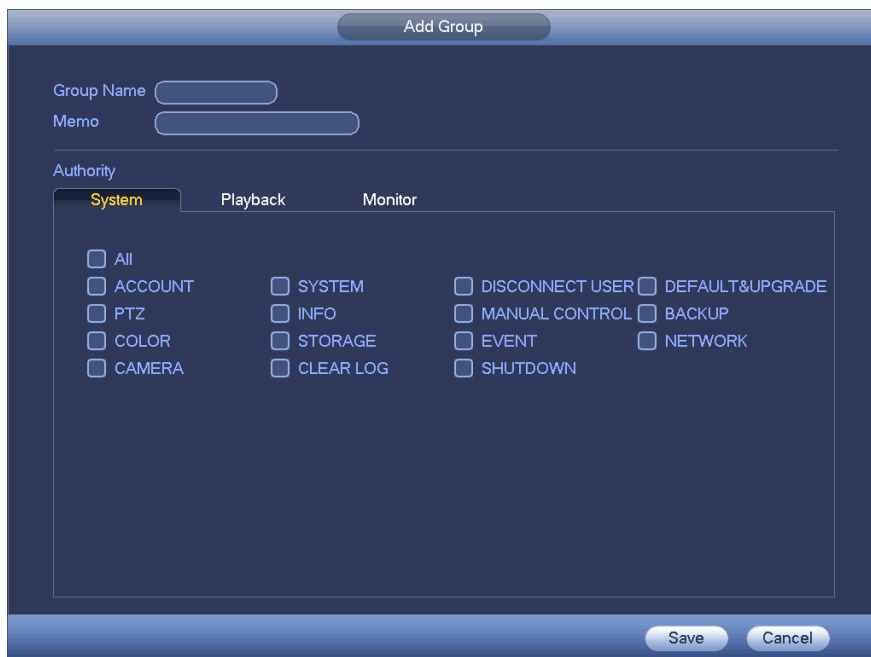 Add Group
Group Name
Memo
Authority
System Playback Monitor
All
ACCOUNT SYSTEM DISCONNECT USER DEFAULT&UPGRADE
PTZ INFO MANUAL CONTROL BACKUP
COLOR STORAGE EVENT NETWORK
CAMERA CLEAR LOG SHUTDOWN
Save Cancel